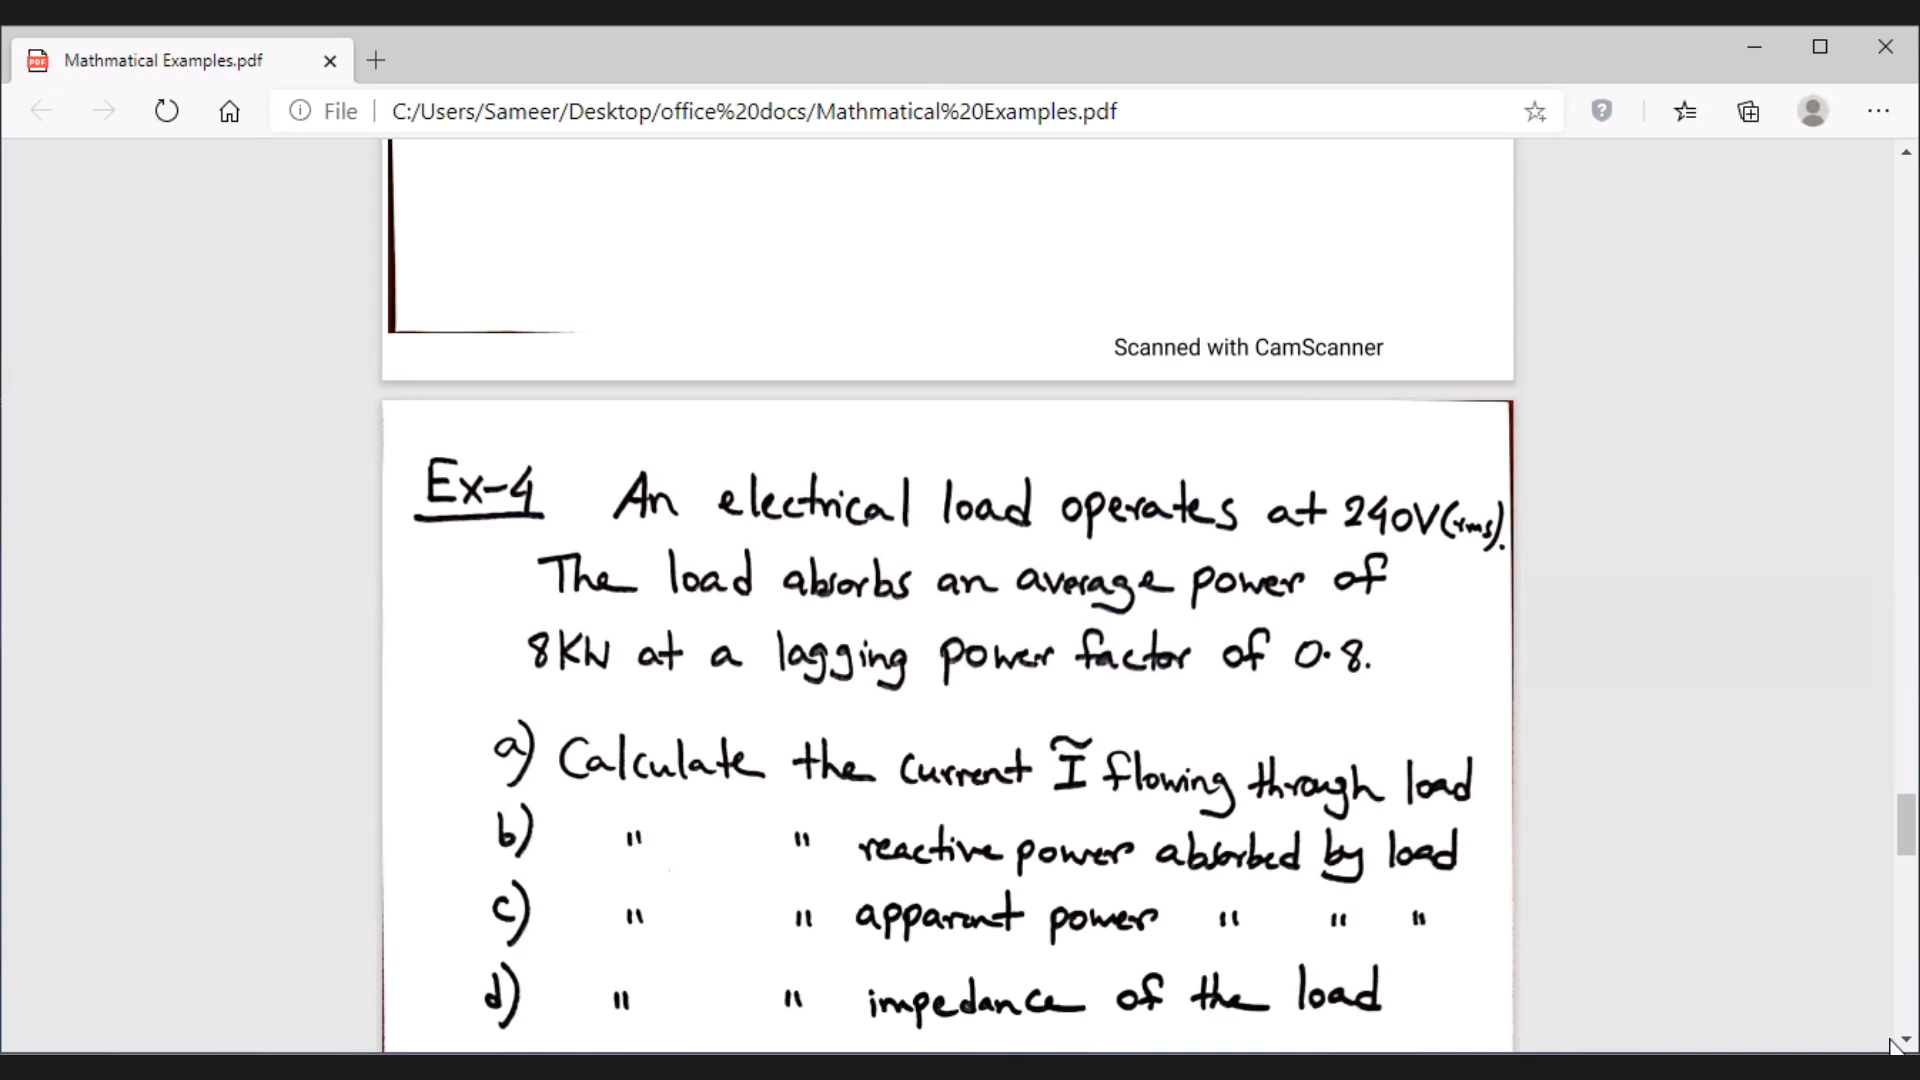 Mathmatical Examples.pdf
File C:/Users/Sameer/Desktop/office%20docs/Mathmatical%20Examples.pdf
Scanned with CamScanner
Ex-4 An electrical load operates at 240V(rms).
The load absorbs an average power of
8KW at a lagging power factor of 0.8.
a) Calculate the current Ĩ flowing through load
b) " " reactive power absorbed by load
c) " " apparent power " " "
d) " " impedance of the load